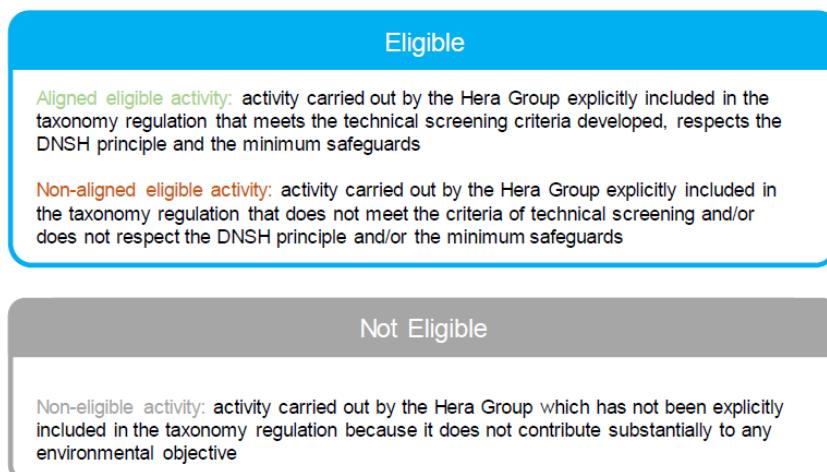 Eligible
Aligned eligible activity: activity carried out by the Hera Group explicitly included in the
taxonomy regulation that meets the technical screening criteria developed, respects the
DNSH principle and the minimum safeguards
Non-aligned eligible activity: activity carried out by the Hera Group explicitly included in
the taxonomy regulation that does not meet the criteria of technical screening and/or
does not respect the DNSH principle and/or the minimum safeguards
Not Eligible
Non-eligible activity: activity carried out by the Hera Group which has not been explicitly
included in the taxonomy regulation because it does not contribute substantially to any
environmental objective